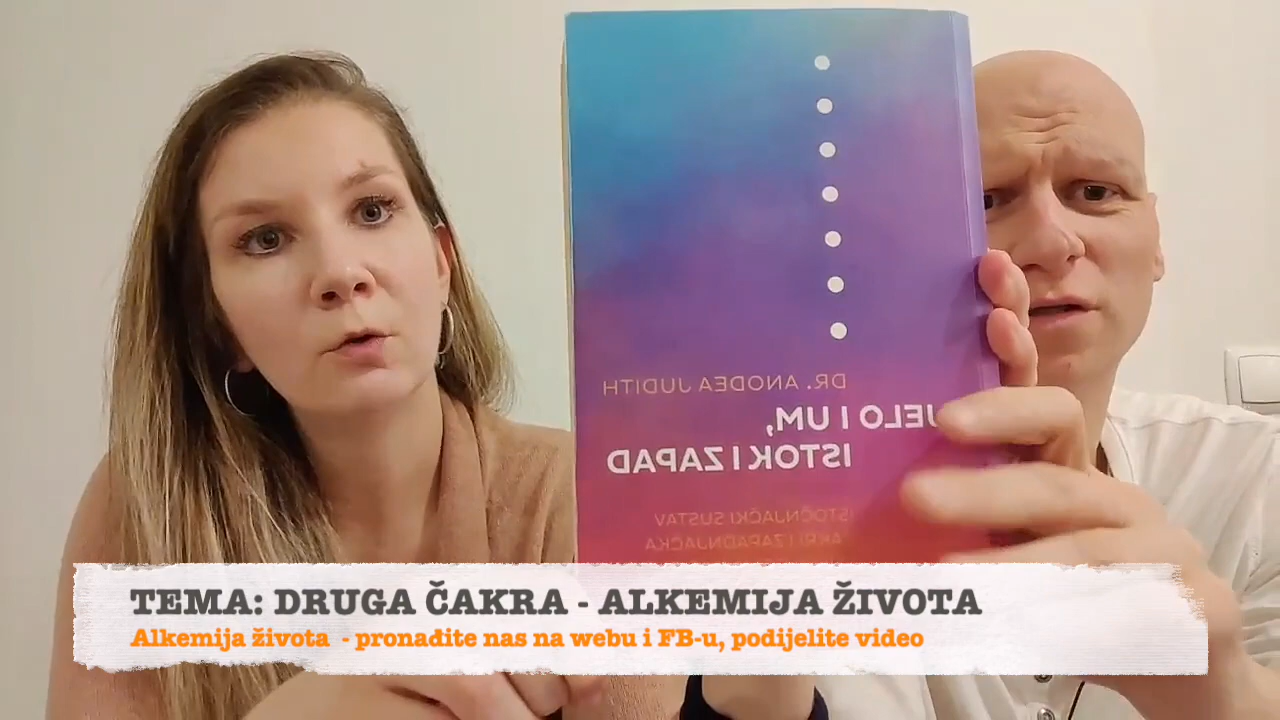 DR. ANODEA JUDITH
JELO I UM,
ISTOK I ZAPAD
ISTOČNJAČKI SUSTAV
ZAPADNJAČKA
TEMA: DRUGA ČAKRA - ALKEMIJA ŽIVOTA
Alkemija života - pronađite nas na webu i FB-u, podijelite video